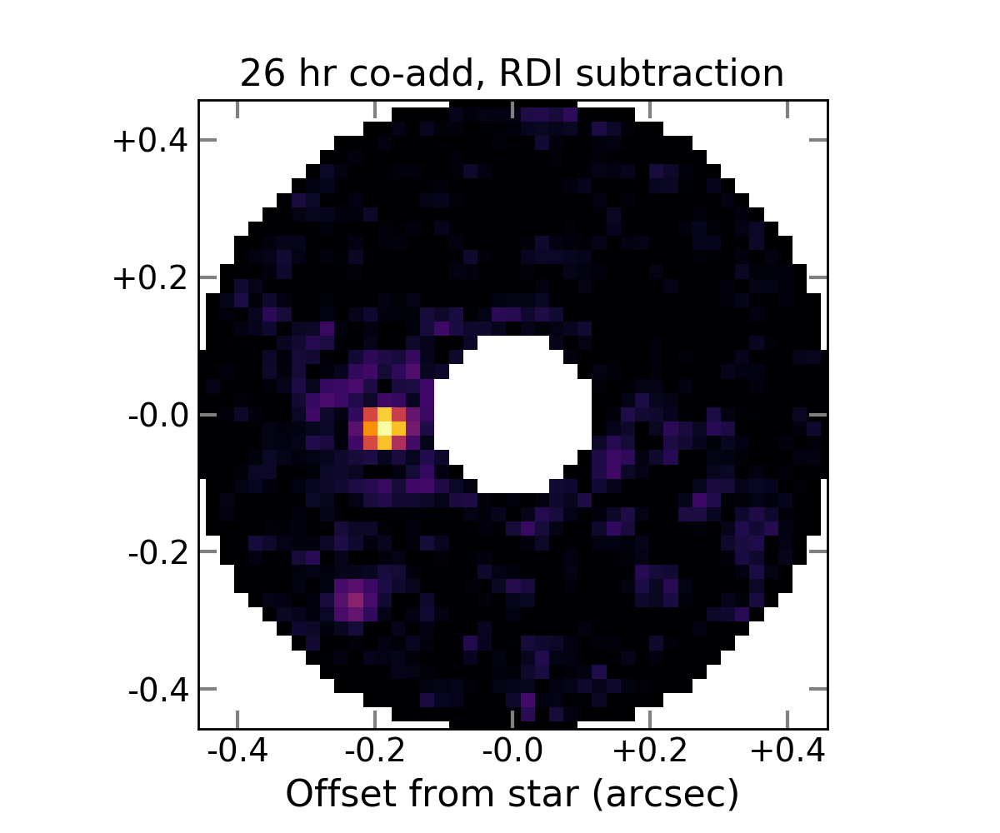 26 hr co-add, RDI subtraction
+0.4
+0.2
-0.0
-0.2
-0.4
-0.4 -0.2 -0.0 +0.2 +0.4
Offset from star (arcsec)